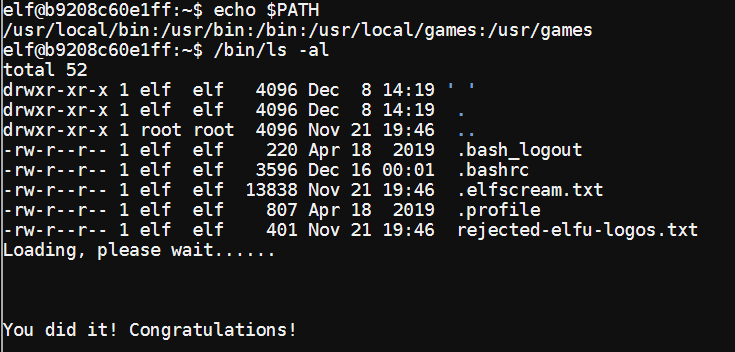 elf@b9208c60e1ff:~$ echo $PATH
/usr/local/bin:/usr/bin:/bin:/usr/local/games:/usr/games
elf@b9208c60e1ff:~$ /bin/ls -al
total 52
drwxr-xr-x 1 elf  elf   4096 Dec  8 14:19 ' '
drwxr-xr-x 1 elf  elf   4096 Dec  8 14:19  .
drwxr-xr-x 1 root root  4096 Nov 21 19:46  ..
-rw-r--r-- 1 elf  elf    220 Apr 18  2019  .bash_logout
-rw-r--r-- 1 elf  elf   3596 Dec 16 00:01  .bashrc
-rw-r--r-- 1 elf  elf  13838 Nov 21 19:46  .elfscream.txt
-rw-r--r-- 1 elf  elf    807 Apr 18  2019  .profile
-rw-r--r-- 1 elf  elf    401 Nov 21 19:46  rejected-elfu-logos.txt
Loading, please wait......
You did it! Congratulations!